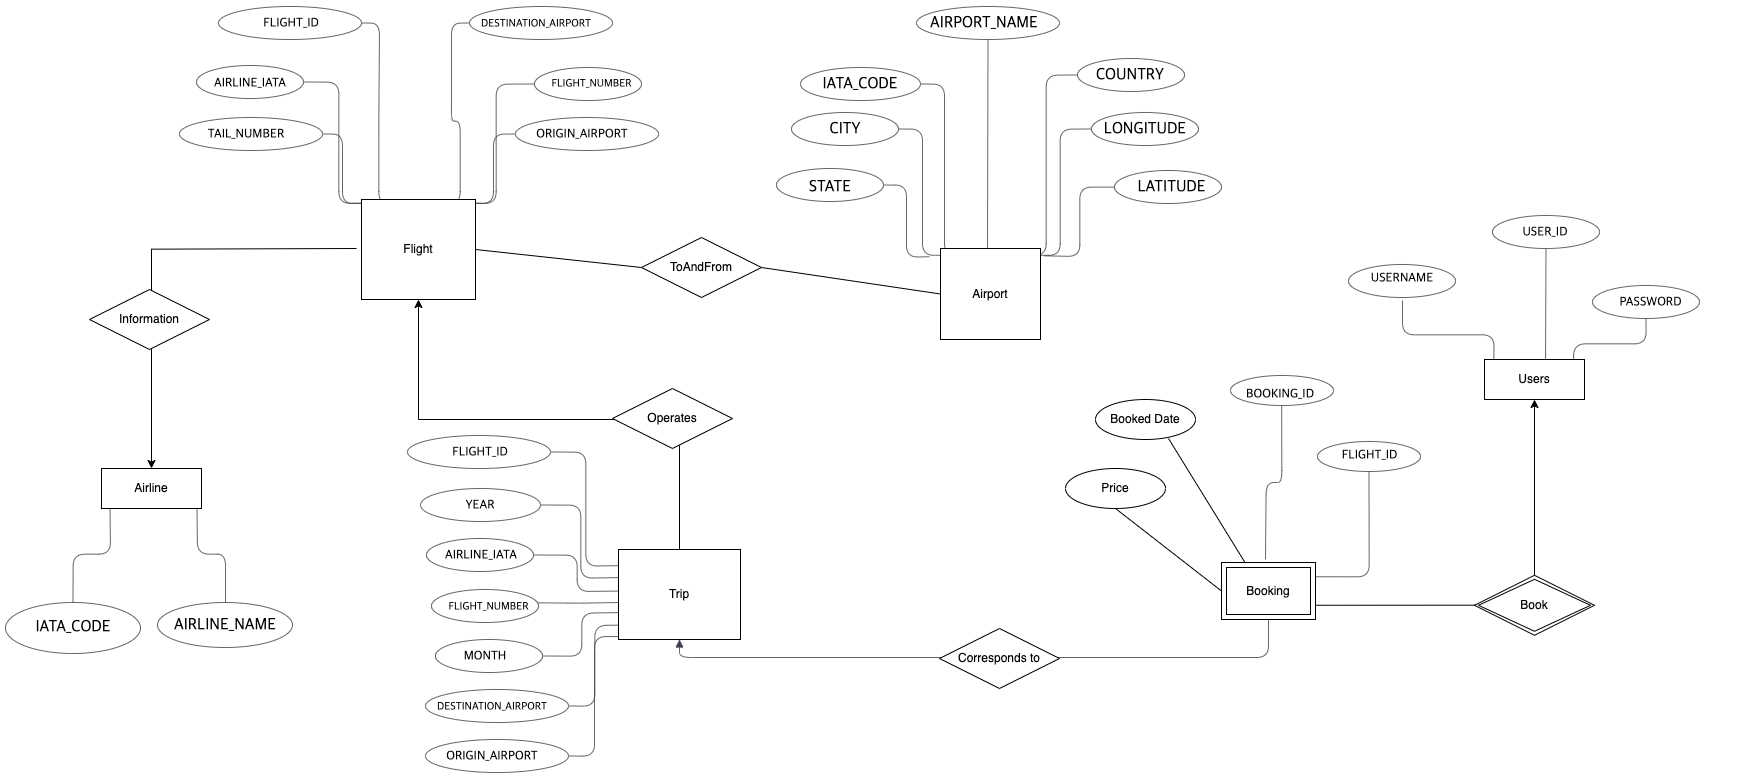 FLIGHT_ID
DESTINATION_AIRPORT
AIRLINE_IATA
FLIGHT_NUMBER
TAIL_NUMBER
ORIGIN_AIRPORT
Flight
AIRPORT_NAME
IATA_CODE
COUNTRY
CITY
LONGITUDE
STATE
LATITUDE
ToAndFrom
Airport
Information
Airline
IATA_CODE
AIRLINE_NAME
Operates
FLIGHT_ID
YEAR
AIRLINE_IATA
FLIGHT_NUMBER
MONTH
DESTINATION_AIRPORT
ORIGIN_AIRPORT
Trip
Corresponds to
USER_ID
USERNAME
PASSWORD
Users
BOOKING_ID
Booked Date
FLIGHT_ID
Price
Booking
Book